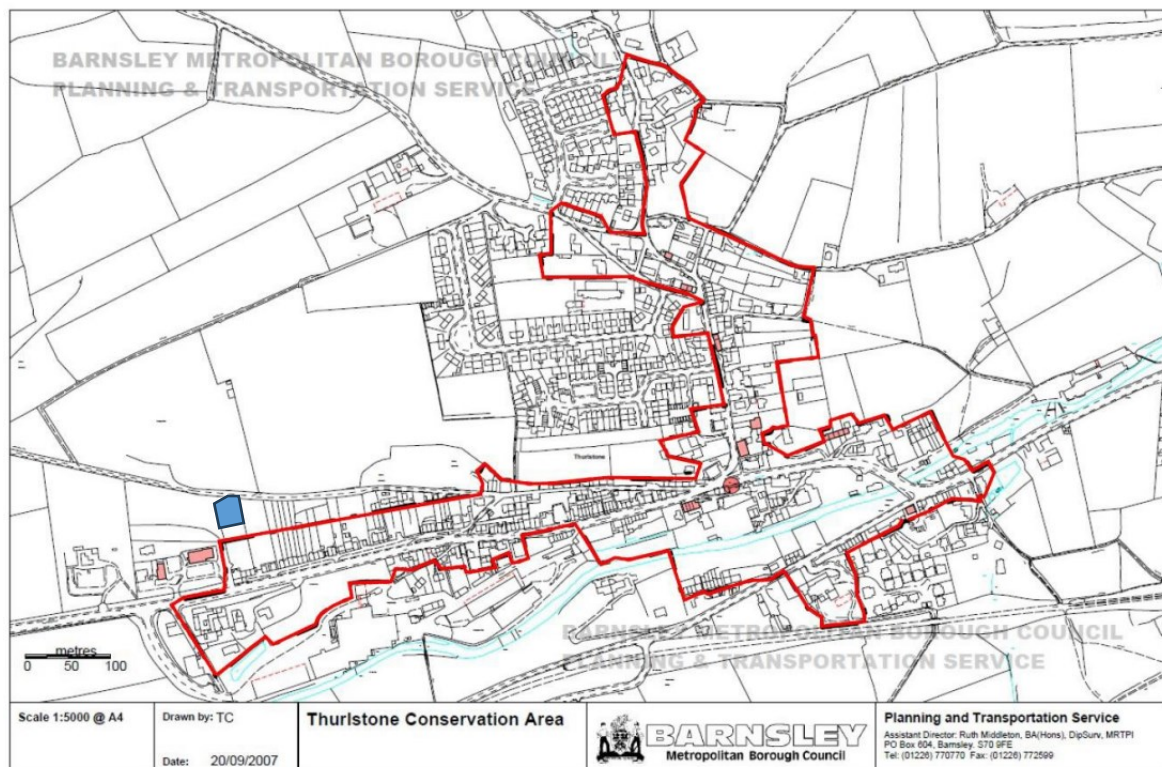 BARNSLEY METROPOLITAN BOROUGH COUNCIL
PLANNING & TRANSPORTATION SERVICE
Thurlstone
metres
0 50 100
BARNSLEY METROPOLITAN BOROUGH COUNCIL
PLANNING & TRANSPORTATION SERVICE
Scale 1:5000 @ A4
Drawn by: TC
Date: 20/09/2007
Thurlstone Conservation Area
BARNSLEY
Metropolitan Borough Council
Planning and Transportation Service
Assistant Director: Ruth Middleton, BA(Hons), DipSurv, MRTPI
PO Box 604, Barnsley. S70 9FE
Tel: (01226) 770770 Fax: (01226) 772599